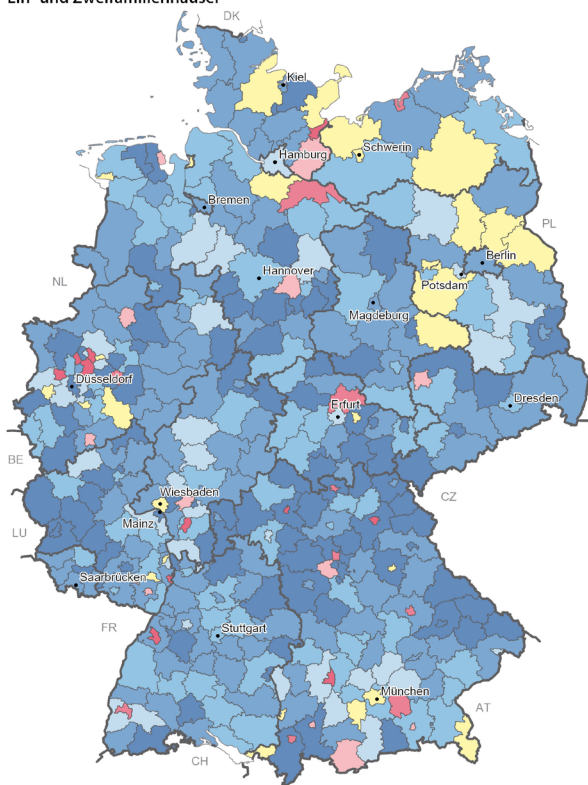 Ein- und Zweifamilienhäuser
DK
Kiel
Schwerin
Hamburg
Bremen
PL
Berlin
Hannover
Potsdam
NL
Magdeburg
Düsseldorf
Erfurt
Dresden
BE
CZ
Wiesbaden
Mainz
LU
Saarbrücken
FR
Stuttgart
München
AT
CH